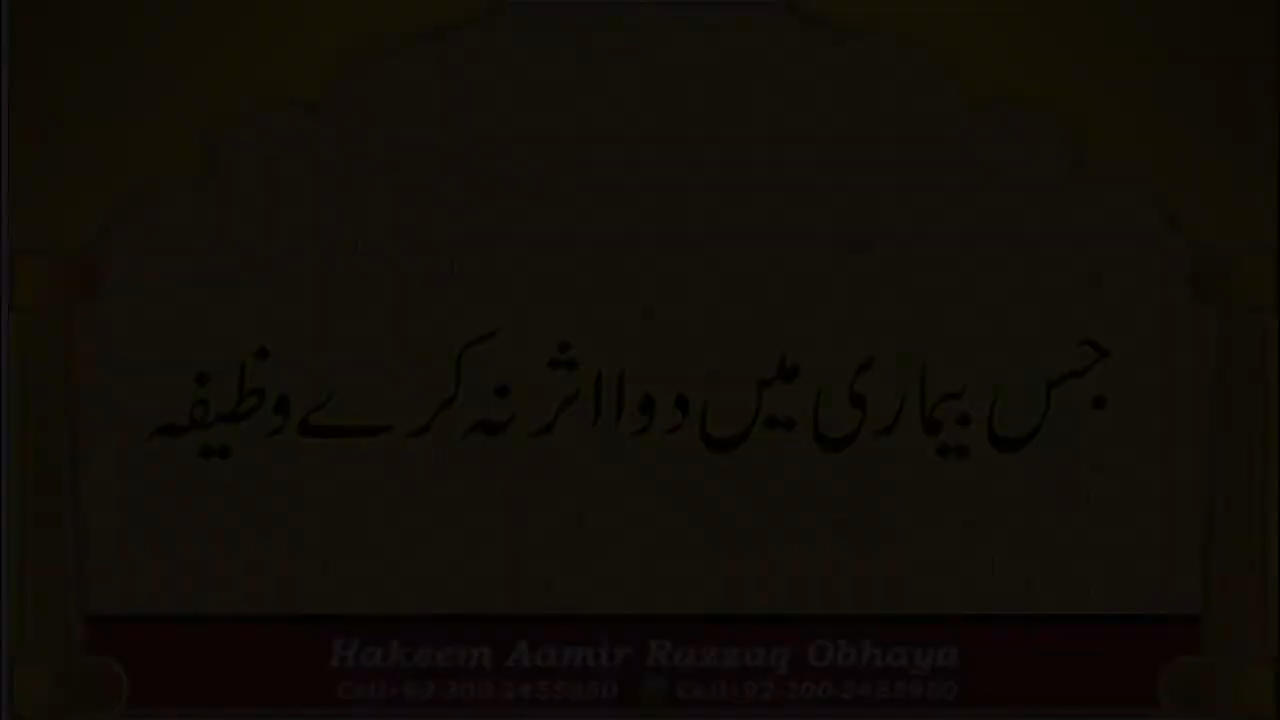 جس بیماری میں دوا اثر نہ کرے وظیفہ
Hakeem Aamir Razzaq Obhaya